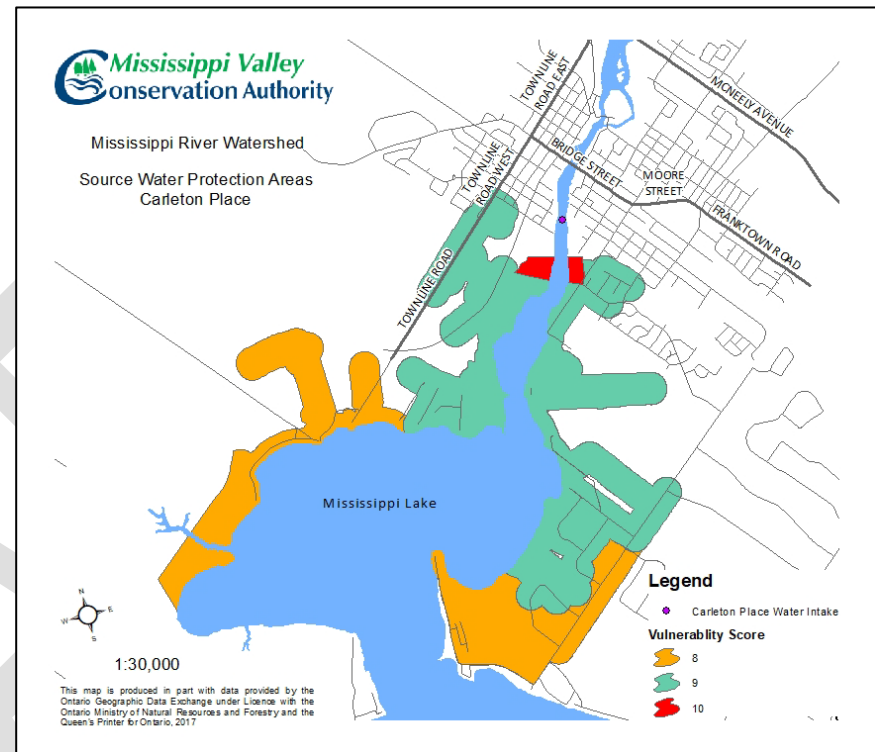 Mississippi Valley
Conservation Authority
Mississippi River Watershed
Source Water Protection Areas
Carleton Place
TOWNLINE
ROAD EAST
MCNEELY AVENUE
BRIDGE STREET
MOORE
STREET
TOWNLINE
ROAD WEST
FRANKTOWN ROAD
TOWNLINE ROAD
Mississippi Lake
N
W
E
S
1:30,000
This map is produced in part with data provided by the
Ontario Geographic Data Exchange under Licence with the
Ontario Ministry of Natural Resources and Forestry and the
Queen's Printer for Ontario, 2017
Legend
Carleton Place Water Intake
Vulnerablity Score
8
9
10